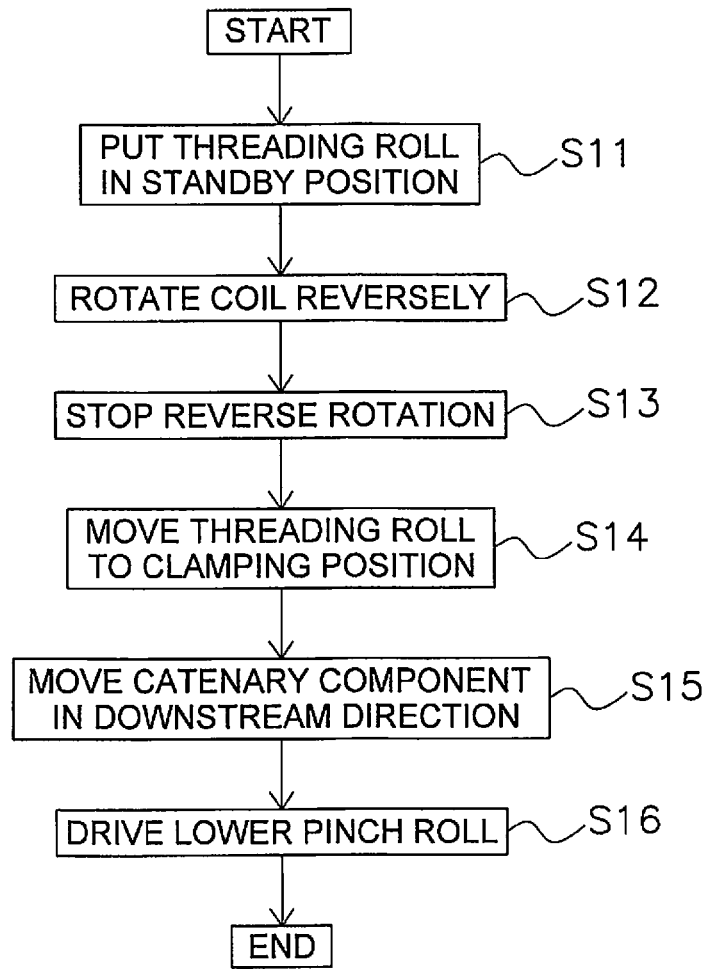 START
PUT THREADING ROLL
IN STANDBY POSITION
S11
ROTATE COIL REVERSELY
S12
STOP REVERSE ROTATION
S13
MOVE THREADING ROLL
TO CLAMPING POSITION
S14
MOVE CATENARY COMPONENT
IN DOWNSTREAM DIRECTION
S15
DRIVE LOWER PINCH ROLL
S16
END